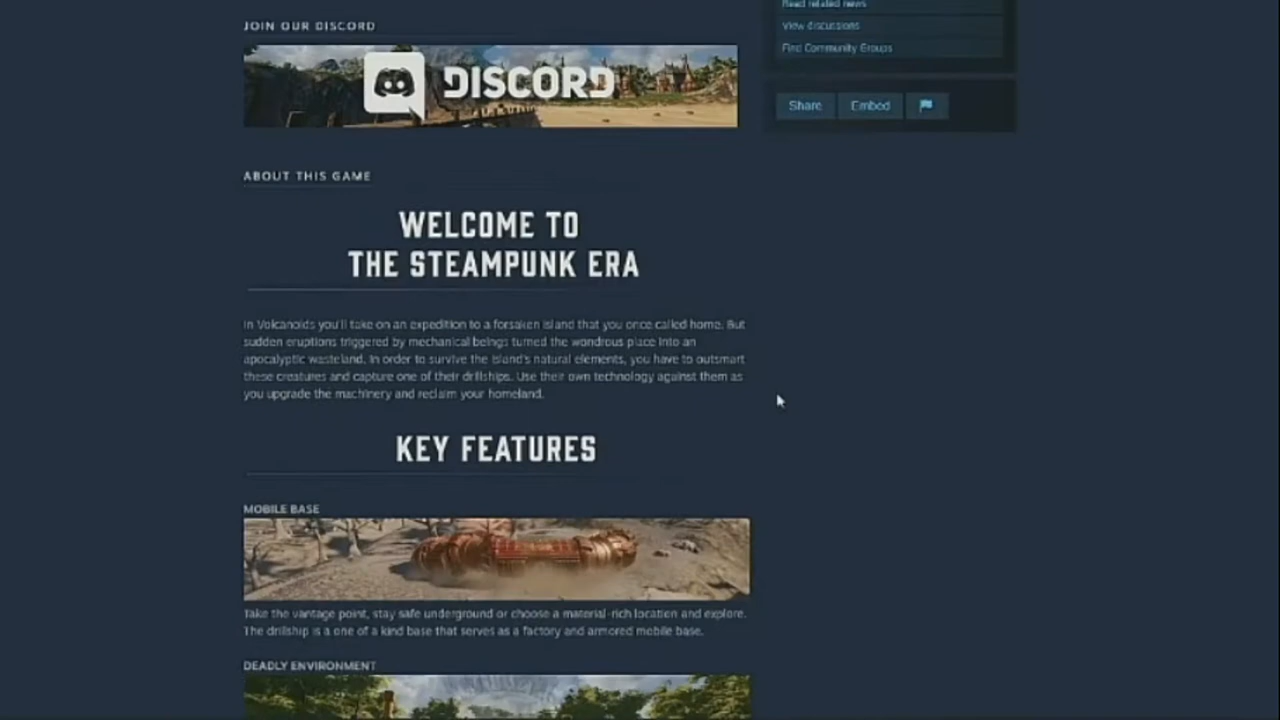 Read related news
View discussions
Find Community Groups
Share
Embed
JOIN OUR DISCORD
DISCORD
ABOUT THIS GAME
WELCOME TO
THE STEAMPUNK ERA
In Volcanoids you'll take on an expedition to a forsaken island that you once called home. But
sudden eruptions triggered by mechanical beings turned the wondrous place into an
apocalyptic wasteland. In order to survive the island's natural elements, you have to outsmart
these creatures and capture one of their drillships. Use their own technology against them as
you upgrade the machinery and reclaim your homeland.
KEY FEATURES
MOBILE BASE
Take the vantage point, stay safe underground or choose a material-rich location and explore.
The drillship is a one of a kind base that serves as a factory and armored mobile base.
DEADLY ENVIRONMENT